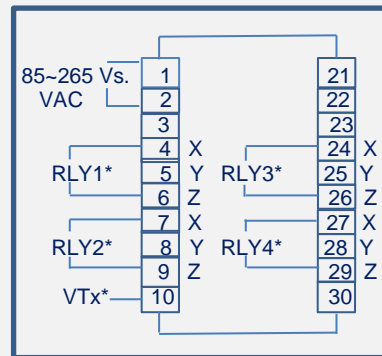 85~265 Vs. 1 21
VAC 2 22
3 23
4 X 24 X
RLY1* 5 Y RLY3* 25 Y
6 Z 26 Z
7 X 27 X
RLY2* 8 Y RLY4* 28 Y
9 Z 29 Z
VTx* 10 30